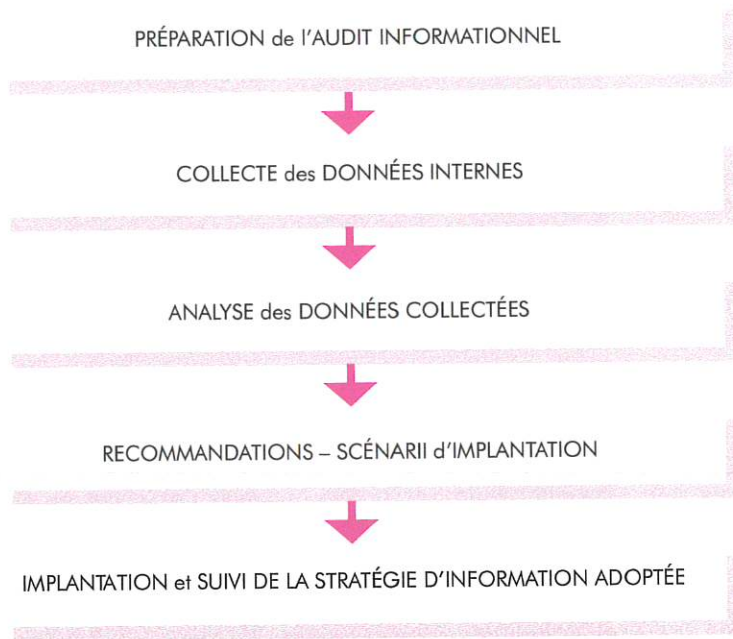 PRÉPARATION de l'AUDIT INFORMATIONNEL
COLLECTE des DONNÉES INTERNES
ANALYSE des DONNÉES COLLECTÉES
RECOMMANDATIONS – SCÉNARII d'IMPLANTATION
IMPLANTATION et SUIVI DE LA STRATÉGIE D'INFORMATION ADOPTÉE